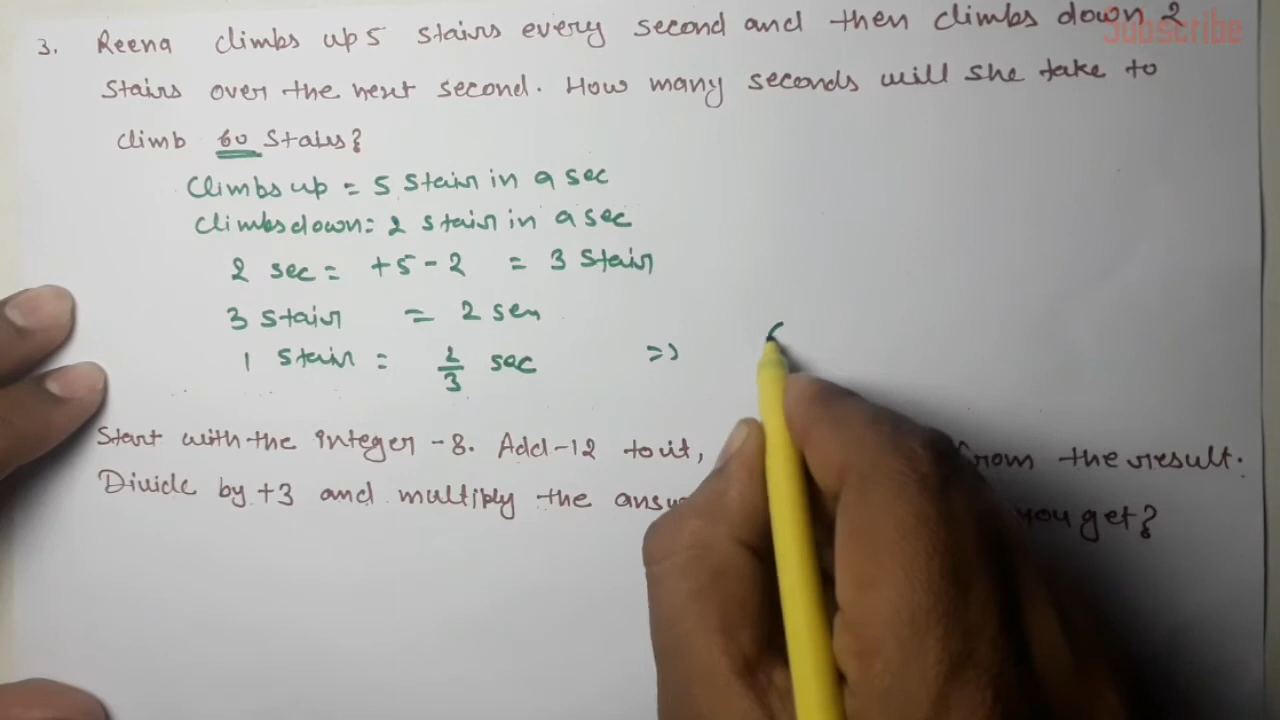 3. Reena climbs up 5 stairs every second and then climbs down 2
Subscribe
stairs over the next second. How many seconds will she take to
climb 60 stairs?
Climbs up = 5 stair in a sec
Climbs down = 2 stair in a sec
2 sec = +5 - 2 = 3 stair
3 stair = 2 sen
1 stair = 2/3 sec =>
Start with the integer -8. Add -12 to it, from the result.
Divide by +3 and multiply the you get?